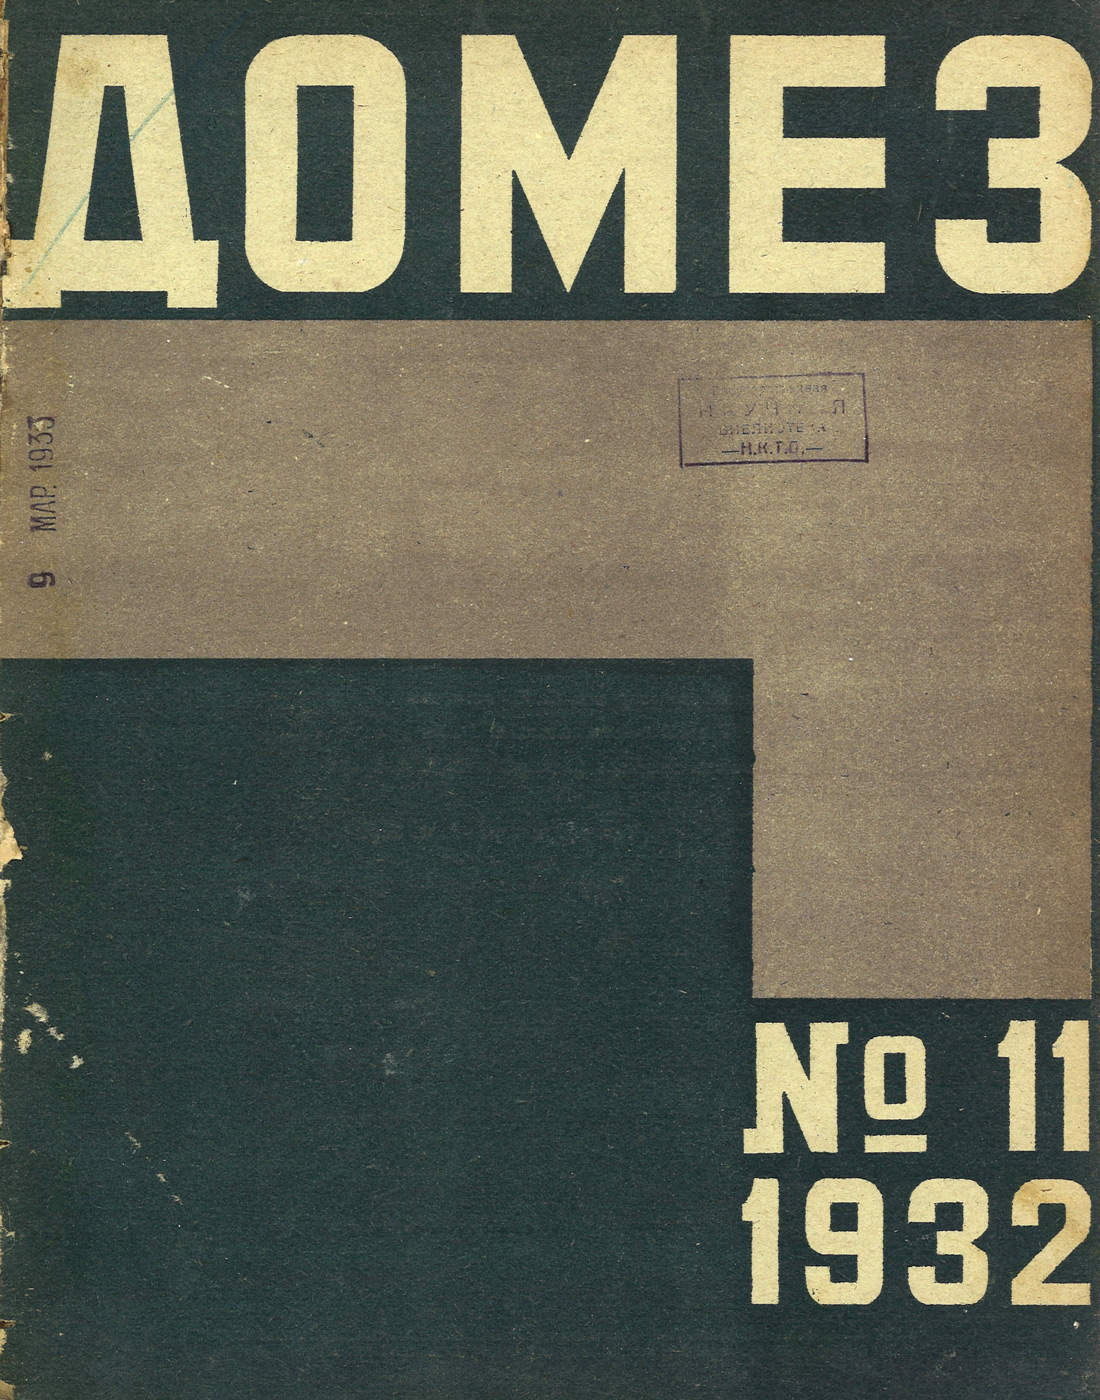 ДОМЕЗ
9 МАР. 1933
НАУЧНАЯ
БИБЛИОТЕКА
—Н.К.Т.П.—
№ 11
1932